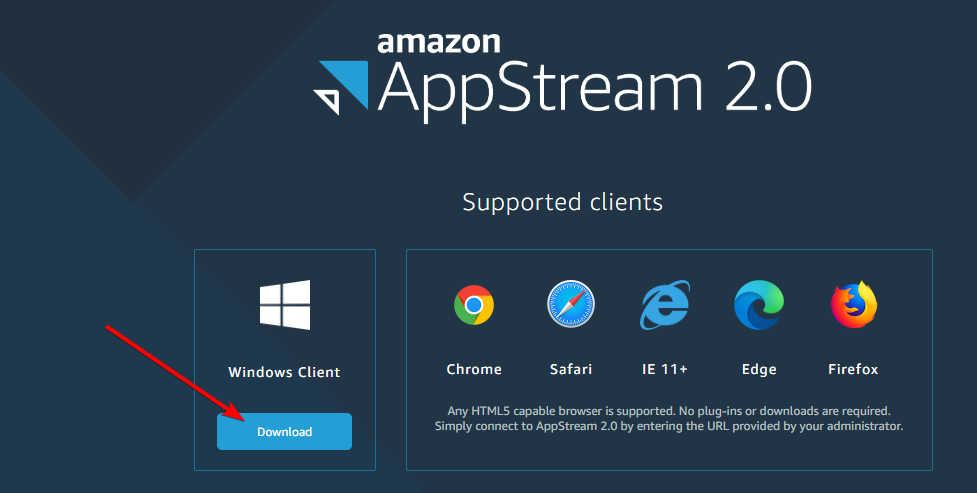 amazon
AppStream 2.0
Supported clients
Windows Client
Download
Chrome
Safari
IE 11+
Edge
Firefox
Any HTML5 capable browser is supported. No plug-ins or downloads are required.
Simply connect to AppStream 2.0 by entering the URL provided by your administrator.